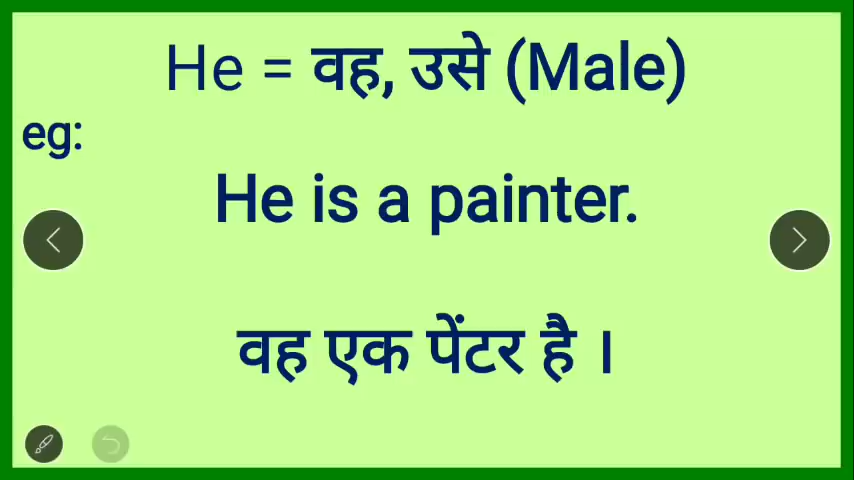 He = वह, उसे (Male)
eg:
He is a painter.
वह एक पेंटर है ।